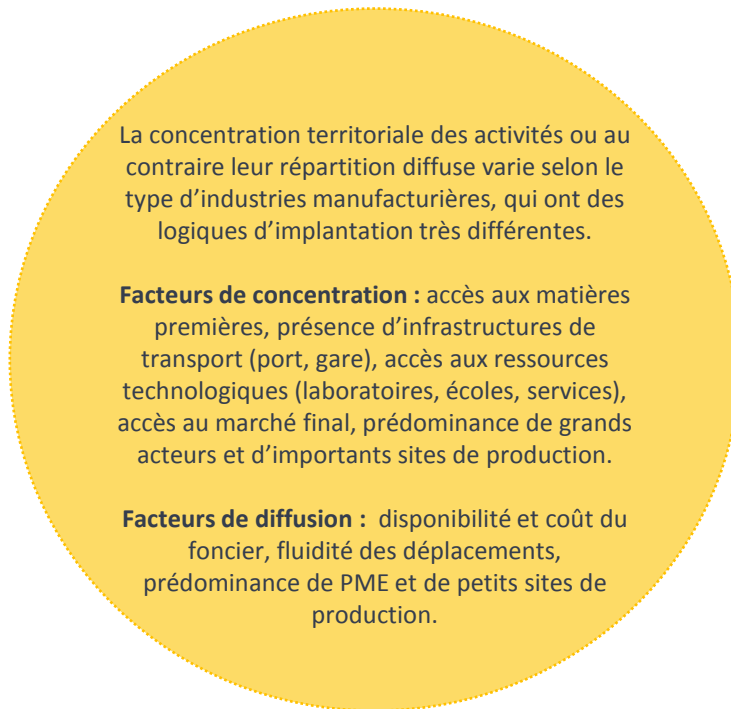 La concentration territoriale des activités ou au
contraire leur répartition diffuse varie selon le
type d’industries manufacturières, qui ont des
logiques d’implantation très différentes.
Facteurs de concentration : accès aux matières
premières, présence d’infrastructures de
transport (port, gare), accès aux ressources
technologiques (laboratoires, écoles, services),
accès au marché final, prédominance de grands
acteurs et d’importants sites de production.
Facteurs de diffusion : disponibilité et coût du
foncier, fluidité des déplacements,
prédominance de PME et de petits sites de
production.